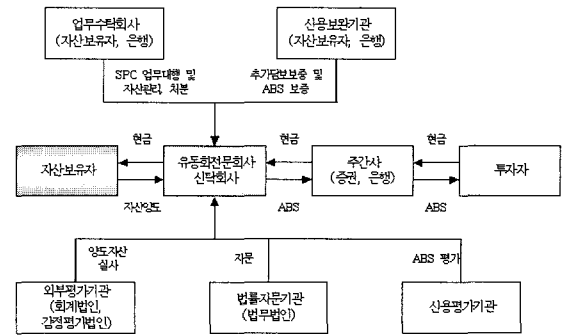 업무수탁회사
(자산보유자, 은행)
신용보완기관
(자산보유자, 은행)
SPC 업무대행 및
자산관리, 처분
추가담보보증 및
ABS 보증
현금
현금
현금
자산보유자
유동화전문회사
신탁회사
주간사
(증권, 은행)
투자자
자산양도
ABS
ABS
양도자산
실사
자문
ABS 평가
외부평가기관
(회계법인,
감정평가법인)
법률자문기관
(법무법인)
신용평가기관